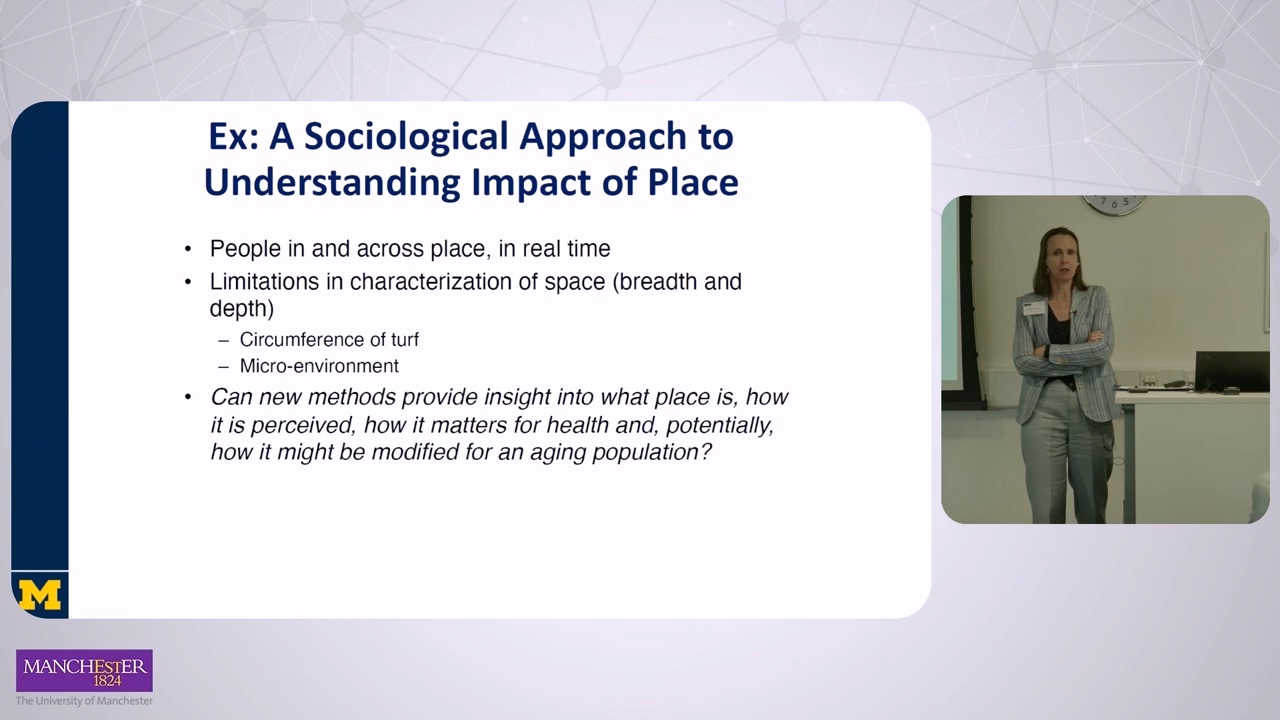 Ex: A Sociological Approach to
Understanding Impact of Place
• People in and across place, in real time
• Limitations in characterization of space (breadth and
depth)
– Circumference of turf
– Micro-environment
• Can new methods provide insight into what place is, how
it is perceived, how it matters for health and, potentially,
how it might be modified for an aging population?
M
MANCHESTER
1824
The University of Manchester
7 6 5